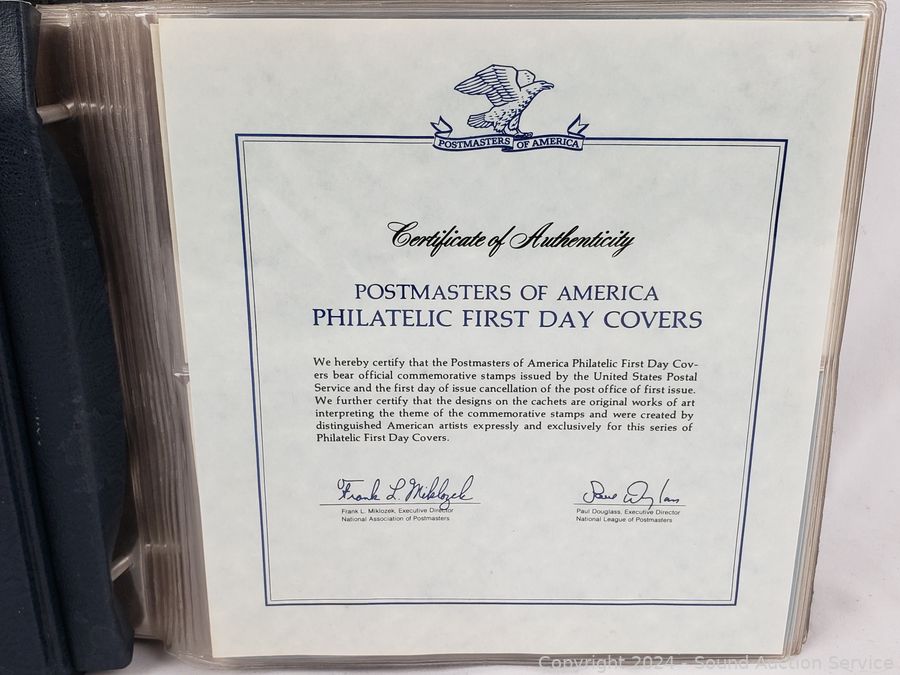 POSTMASTERS OF AMERICA
Certificate of Authenticity
POSTMASTERS OF AMERICA
PHILATELIC FIRST DAY COVERS
We hereby certify that the Postmasters of America Philatelic First Day Cov-
ers bear official commemorative stamps issued by the United States Postal
Service and the first day of issue cancellation of the post office of first issue.
We further certify that the designs on the cachets are original works of art
interpreting the theme of the commemorative stamps and were created by
distinguished American artists expressly and exclusively for this series of
Philatelic First Day Covers.
Frank L. Miklozek
Frank L. Miklozek, Executive Director
National Association of Postmasters
Paul Douglass
Paul Douglass, Executive Director
National League of Postmasters
Copyright 2024 - Sound Auction Service